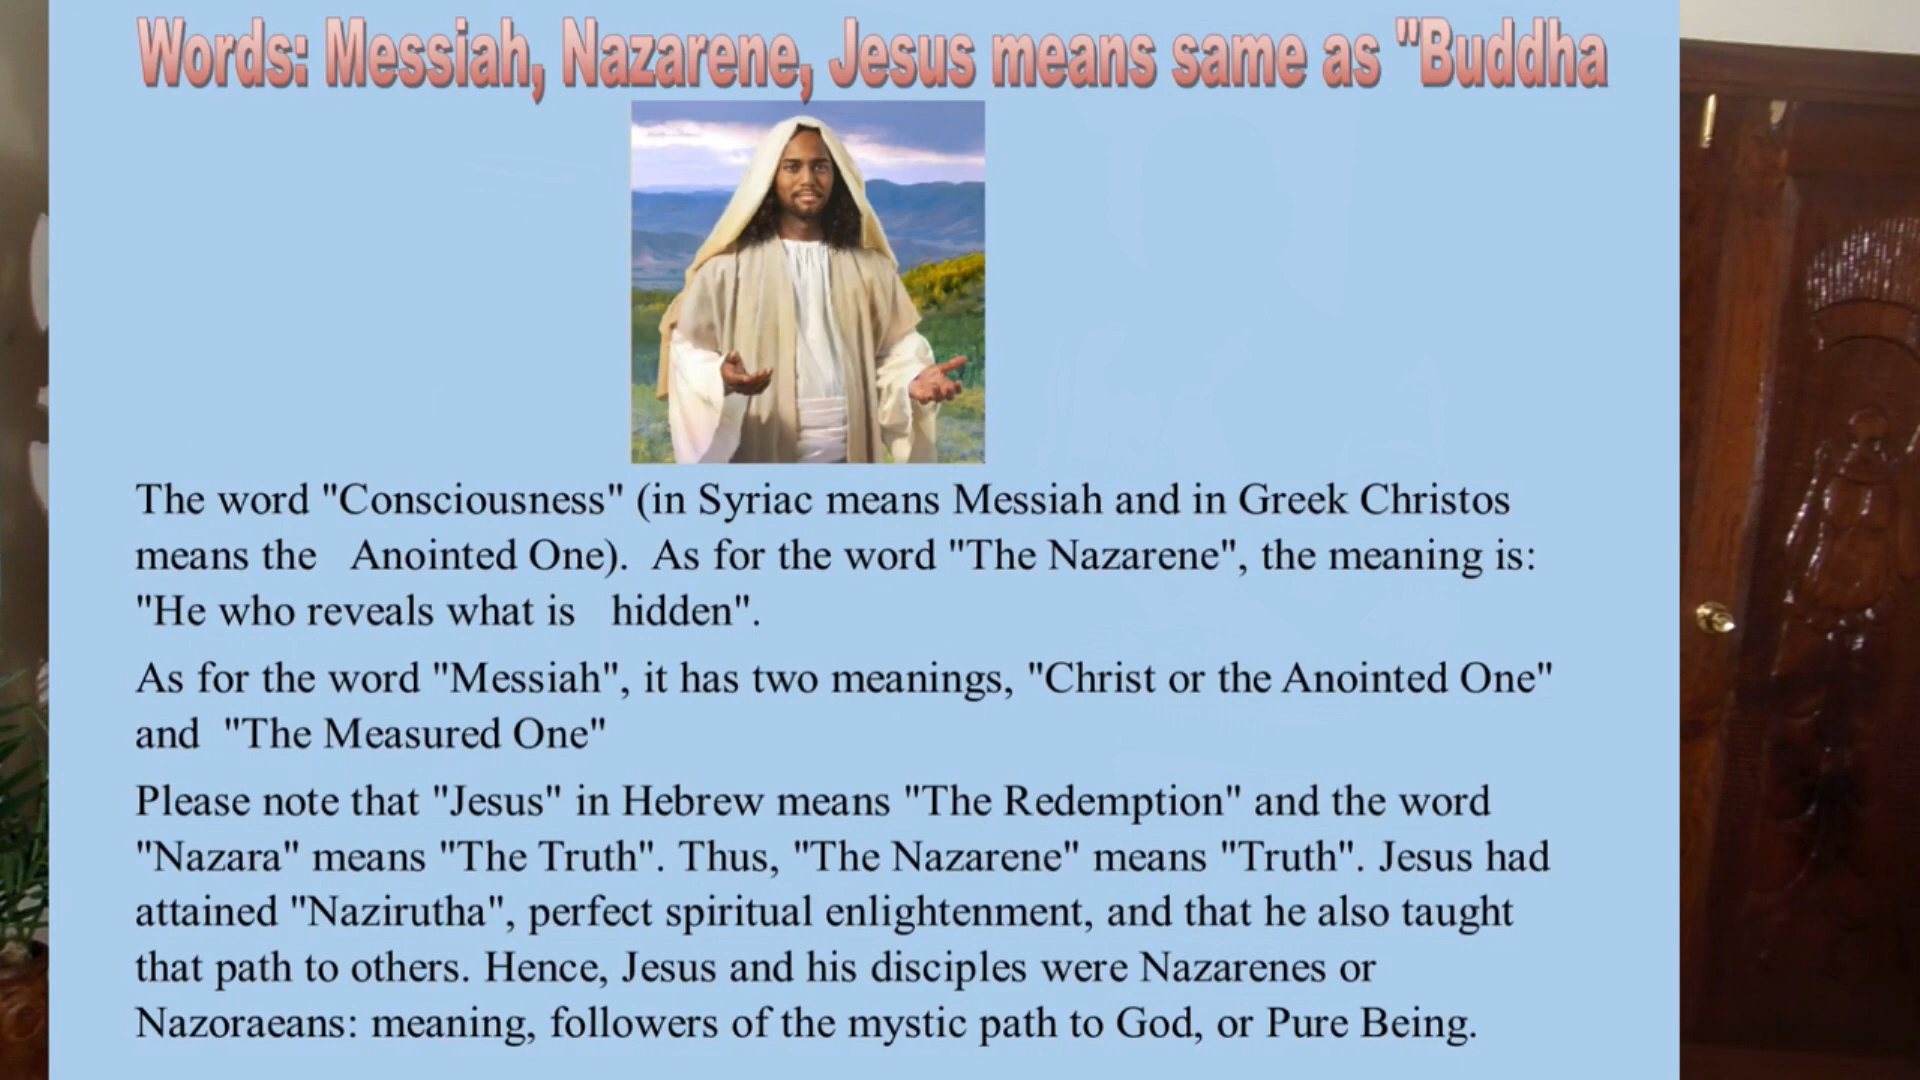 Words: Messiah, Nazarene, Jesus means same as "Buddha
The word "Consciousness" (in Syriac means Messiah and in Greek Christos
means the   Anointed One).  As for the word "The Nazarene", the meaning is:
"He who reveals what is   hidden".
As for the word "Messiah", it has two meanings, "Christ or the Anointed One"
and  "The Measured One"
Please note that "Jesus" in Hebrew means "The Redemption" and the word
"Nazara" means "The Truth". Thus, "The Nazarene" means "Truth". Jesus had
attained "Nazirutha", perfect spiritual enlightenment, and that he also taught
that path to others. Hence, Jesus and his disciples were Nazarenes or
Nazoraeans: meaning, followers of the mystic path to God, or Pure Being.